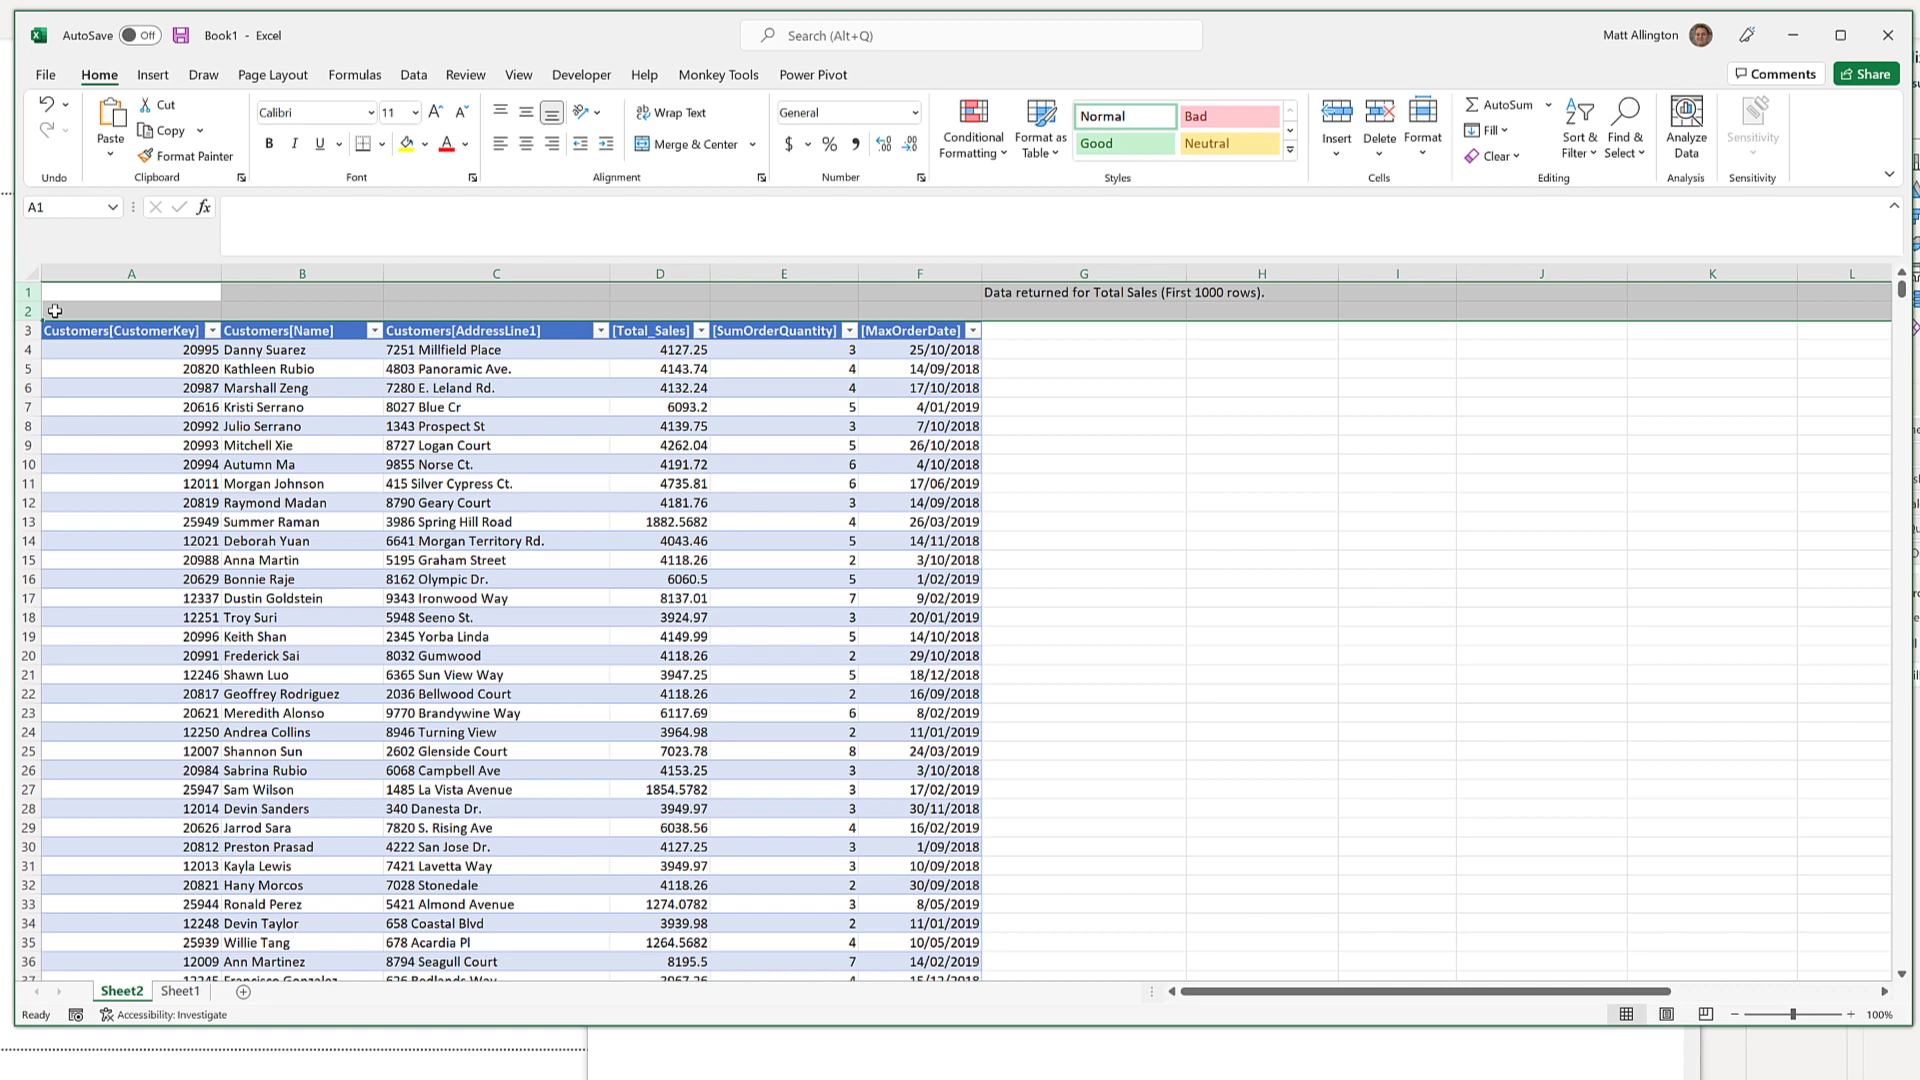 AutoSave Off Book1 - Excel Search (Alt+Q) Matt Allington
File Home Insert Draw Page Layout Formulas Data Review View Developer Help Monkey Tools Power Pivot Comments Share
Cut Calibri 11 Wrap Text General Normal Bad AutoSum
Paste Copy B I U Merge & Center $ % Conditional Formatting Format as Table Good Neutral Insert Delete Format Fill Sort & Filter Find & Select Analyze Data Sensitivity
Format Painter Clear
Undo Clipboard Font Alignment Number Styles Cells Editing Analysis Sensitivity
A1 fx
A B C D E F G H I J K L
1 Data returned for Total Sales (First 1000 rows).
2
3 Customers[CustomerKey] Customers[Name] Customers[AddressLine1] [Total_Sales] [SumOrderQuantity] [MaxOrderDate]
4 20995 Danny Suarez 7251 Millfield Place 4127.25 3 25/10/2018
5 20820 Kathleen Rubio 4803 Panoramic Ave. 4143.74 4 14/09/2018
6 20987 Marshall Zeng 7280 E. Leland Rd. 4132.24 4 17/10/2018
7 20616 Kristi Serrano 8027 Blue Cr 6093.2 5 4/01/2019
8 20992 Julio Serrano 1343 Prospect St 4139.75 3 7/10/2018
9 20993 Mitchell Xie 8727 Logan Court 4262.04 5 26/10/2018
10 20994 Autumn Ma 9855 Norse Ct. 4191.72 6 4/10/2018
11 12011 Morgan Johnson 415 Silver Cypress Ct. 4735.81 6 17/06/2019
12 20819 Raymond Madan 8790 Geary Court 4181.76 3 14/09/2018
13 25949 Summer Raman 3986 Spring Hill Road 1882.5682 4 26/03/2019
14 12021 Deborah Yuan 6641 Morgan Territory Rd. 4043.46 5 14/11/2018
15 20988 Anna Martin 5195 Graham Street 4118.26 2 3/10/2018
16 20629 Bonnie Raje 8162 Olympic Dr. 6060.5 5 1/02/2019
17 12337 Dustin Goldstein 9343 Ironwood Way 8137.01 7 9/02/2019
18 12251 Troy Suri 5948 Seeno St. 3924.97 3 20/01/2019
19 20996 Keith Shan 2345 Yorba Linda 4149.99 5 14/10/2018
20 20991 Frederick Sai 8032 Gumwood 4118.26 2 29/10/2018
21 12246 Shawn Luo 6365 Sun View Way 3947.25 5 18/12/2018
22 20817 Geoffrey Rodriguez 2036 Bellwood Court 4118.26 2 16/09/2018
23 20621 Meredith Alonso 9770 Brandywine Way 6117.69 6 8/02/2019
24 12250 Andrea Collins 8946 Turning View 3964.98 2 11/01/2019
25 12007 Shannon Sun 2602 Glenside Court 7023.78 8 24/03/2019
26 20984 Sabrina Rubio 6068 Campbell Ave 4153.25 3 3/10/2018
27 25947 Sam Wilson 1485 La Vista Avenue 1854.5782 3 17/02/2019
28 12014 Devin Sanders 340 Danesta Dr. 3949.97 3 30/11/2018
29 20626 Jarrod Sara 7820 S. Rising Ave 6038.56 4 16/02/2019
30 20812 Preston Prasad 4222 San Jose Dr. 4127.25 3 1/09/2018
31 12013 Kayla Lewis 7421 Lavetta Way 3949.97 3 10/09/2018
32 20821 Hany Morcos 7028 Stonedale 4118.26 2 30/09/2018
33 25944 Ronald Perez 5421 Almond Avenue 1274.0782 3 8/05/2019
34 12248 Devin Taylor 658 Coastal Blvd 3939.98 2 11/01/2019
35 25939 Willie Tang 678 Acardia Pl 1264.5682 4 10/05/2019
36 12009 Ann Martinez 8794 Seagull Court 8195.5 7 14/02/2019
Sheet2 Sheet1
Ready Accessibility: Investigate 100%